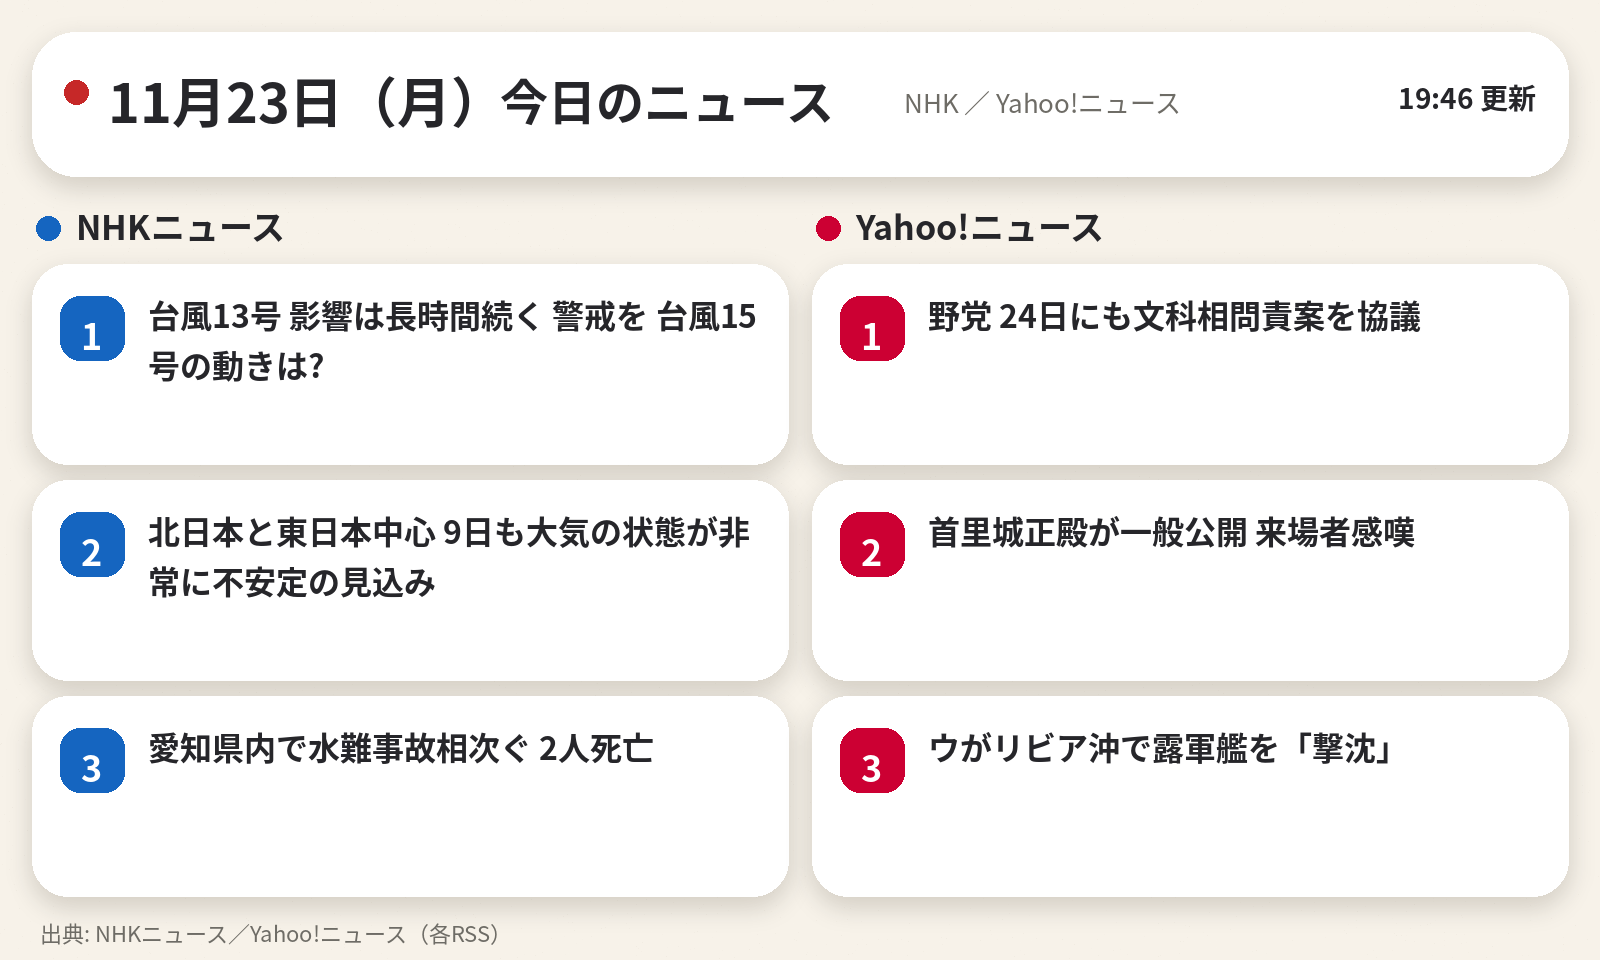 11月23日（月）今日のニュース
NHK ／ Yahoo!ニュース
19:46 更新
NHKニュース
1
台風13号 影響は長時間続く 警戒を 台風15
号の動きは?
2
北日本と東日本中心 9日も大気の状態が非
常に不安定の見込み
3
愛知県内で水難事故相次ぐ 2人死亡
Yahoo!ニュース
1
野党 24日にも文科相問責案を協議
2
首里城正殿が一般公開 来場者感嘆
3
ウがリビア沖で露軍艦を「撃沈」
出典: NHKニュース／Yahoo!ニュース（各RSS）